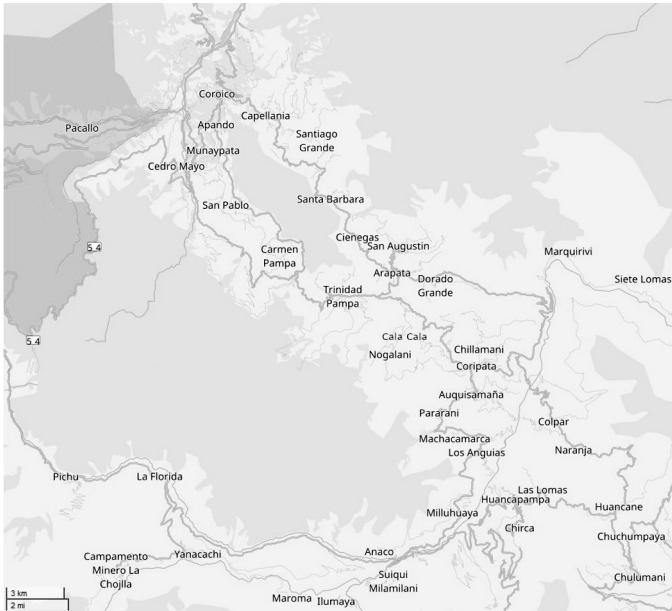 Coroico
Capellania
Pacallo
Apando
Santiago
Grande
Munaypata
Cedro Mayo
Santa Barbara
San Pablo
Cienegas
San Augustin
5 4
Carmen
Pampa
Marquirivi
Arapata
Dorado
Grande
Siete Lomas
Trinidad
Pampa
5 4
Cala Cala
Nogalani
Chillamani
Coripata
Auquisamaña
Pararani
Colpar
Machacamarca
Los Anguias
Naranja
Pichu
La Florida
Las Lomas
Huancapampa
Milluhuaya
Huancane
Chirca
Chuchumpaya
Campamento
Minero La
Chojlla
Yanacachi
Anaco
Suiqui
Milamilani
Chulumani
3 km
2 mi
Maroma
Ilumaya